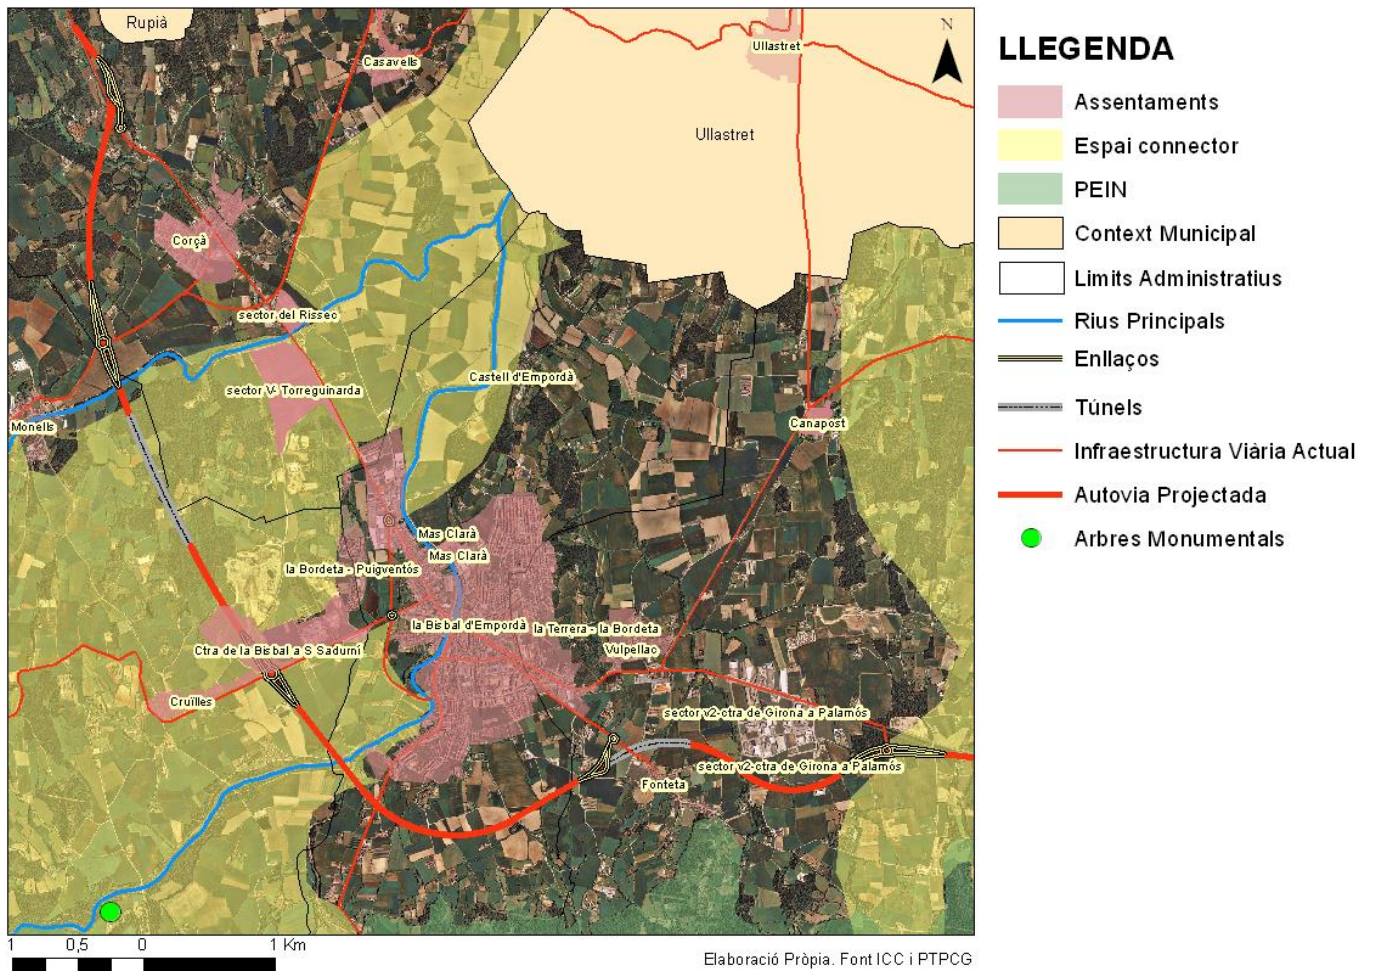 Rupià
Ullastret
N
Casavells
Ullastret
Corçà
sector del Rissec
sector V- Torreguinarda
Castell d'Empordà
Monells
Canapost
Mas Clarà
Mas Clarà
la Bordeta - Puigventós
la Bisbal d'Empordà
la Terrera - la Bordeta
Ctra de la Bisbal a S Sadurní
Vulpellac
Cruïlles
sector v2-ctra de Girona a Palamós
sector v2-ctra de Girona a Palamós
Fonteta
1 0,5 0 1 Km
Elaboració Pròpia. Font ICC i PTPCG
LLEGENDA
Assentaments
Espai connector
PEIN
Context Municipal
Limits Administratius
Rius Principals
Enllaços
Túnels
Infraestructura Viària Actual
Autovia Projectada
Arbres Monumentals